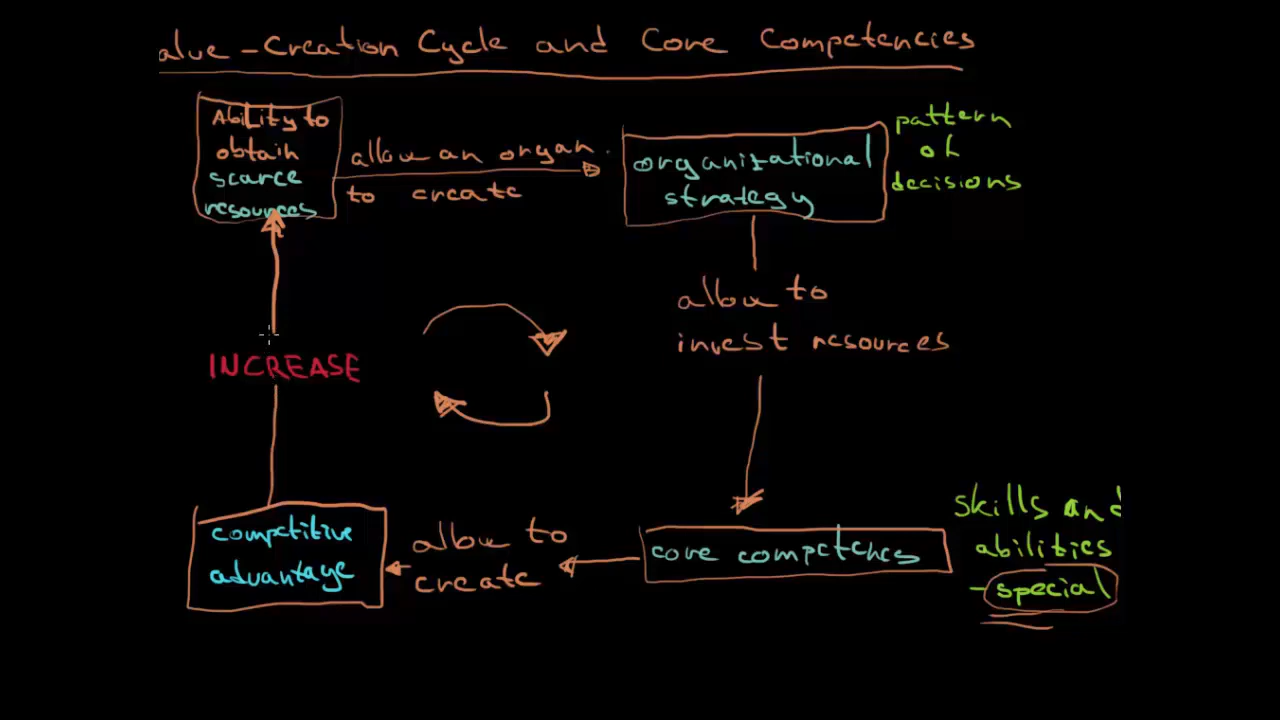 alue - Creation Cycle and Core Competencies
Ability to
obtain
scarce
resources
allow an organ.
to create
organizational
strategy
pattern
of
decisions
allow to
invest resources
INCREASE
competitive
advantage
allow to
create
core competences
skills and
abilities
- special